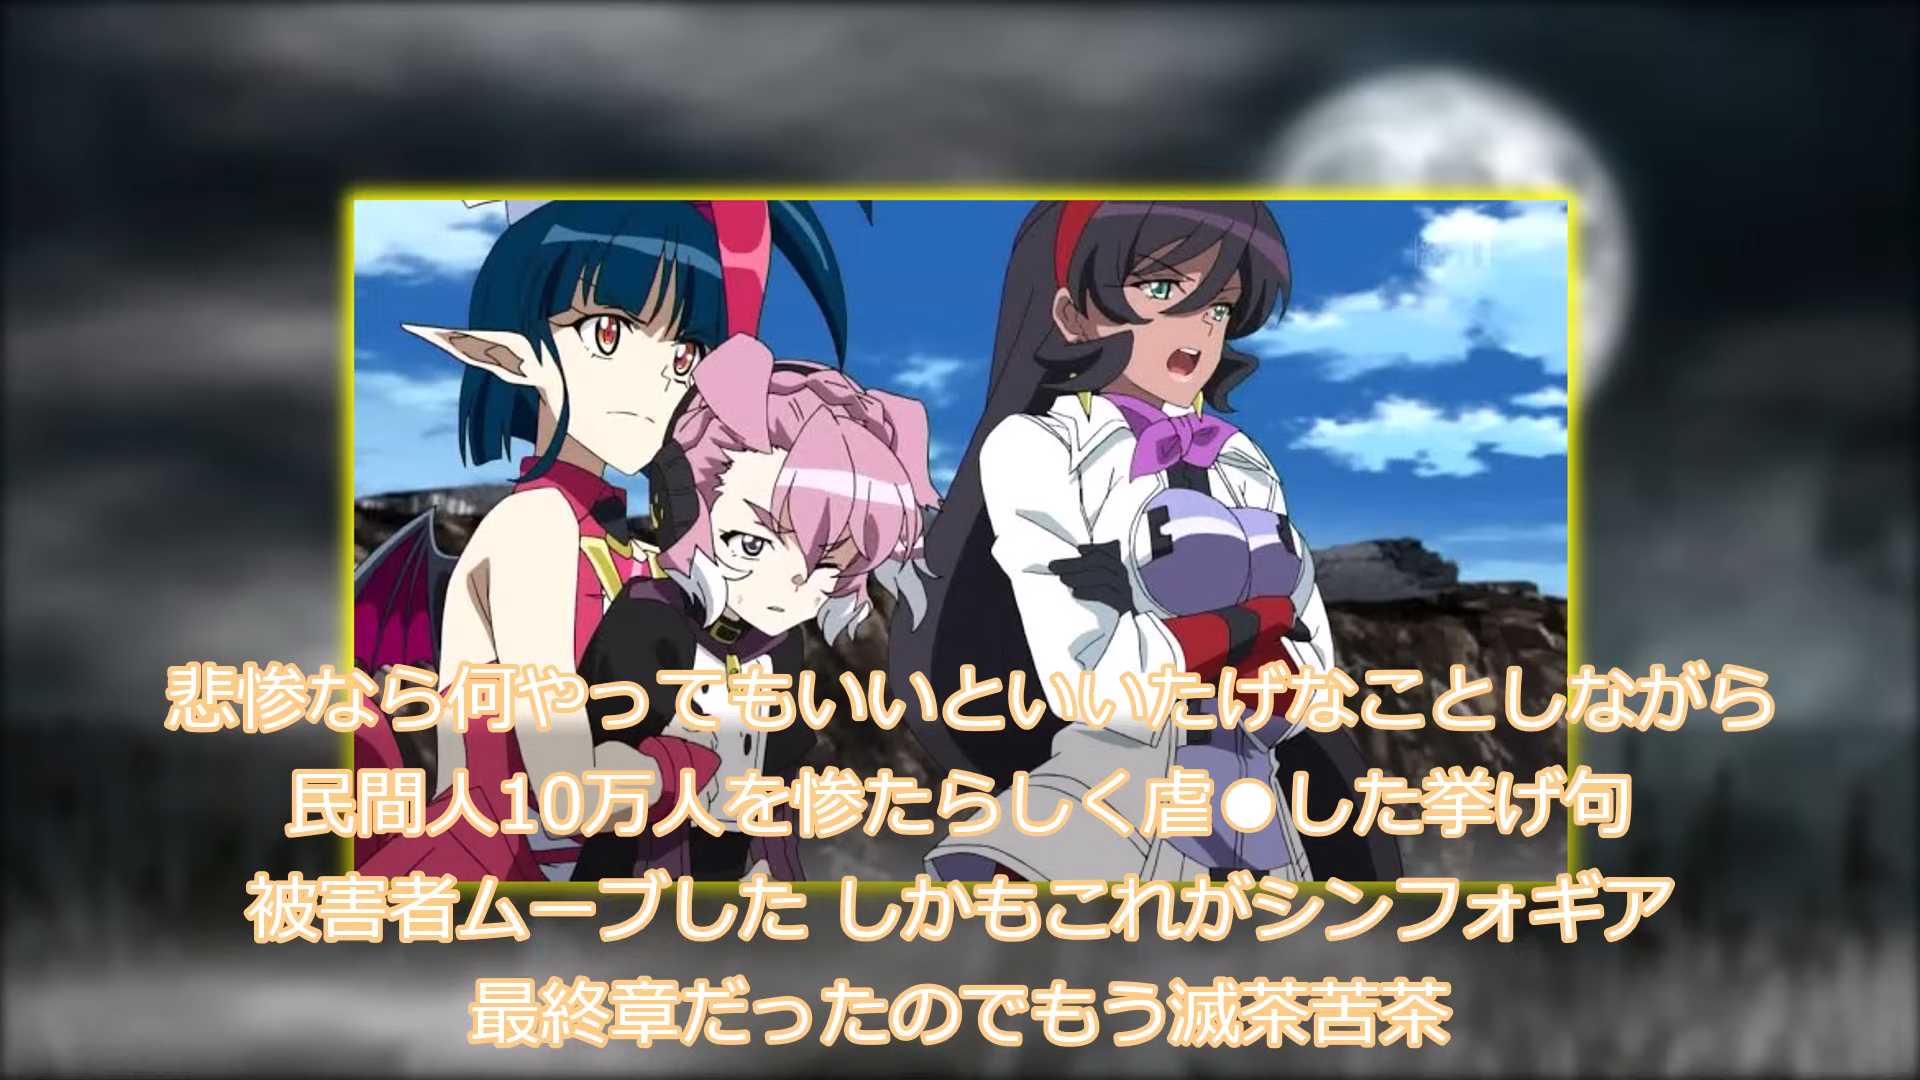 悲惨なら何やってもいいといいたげなことしながら
民間人10万人を惨たらしく虐●した挙げ句
被害者ムーブした しかもこれがシンフォギア
最終章だったのでもう滅茶苦茶